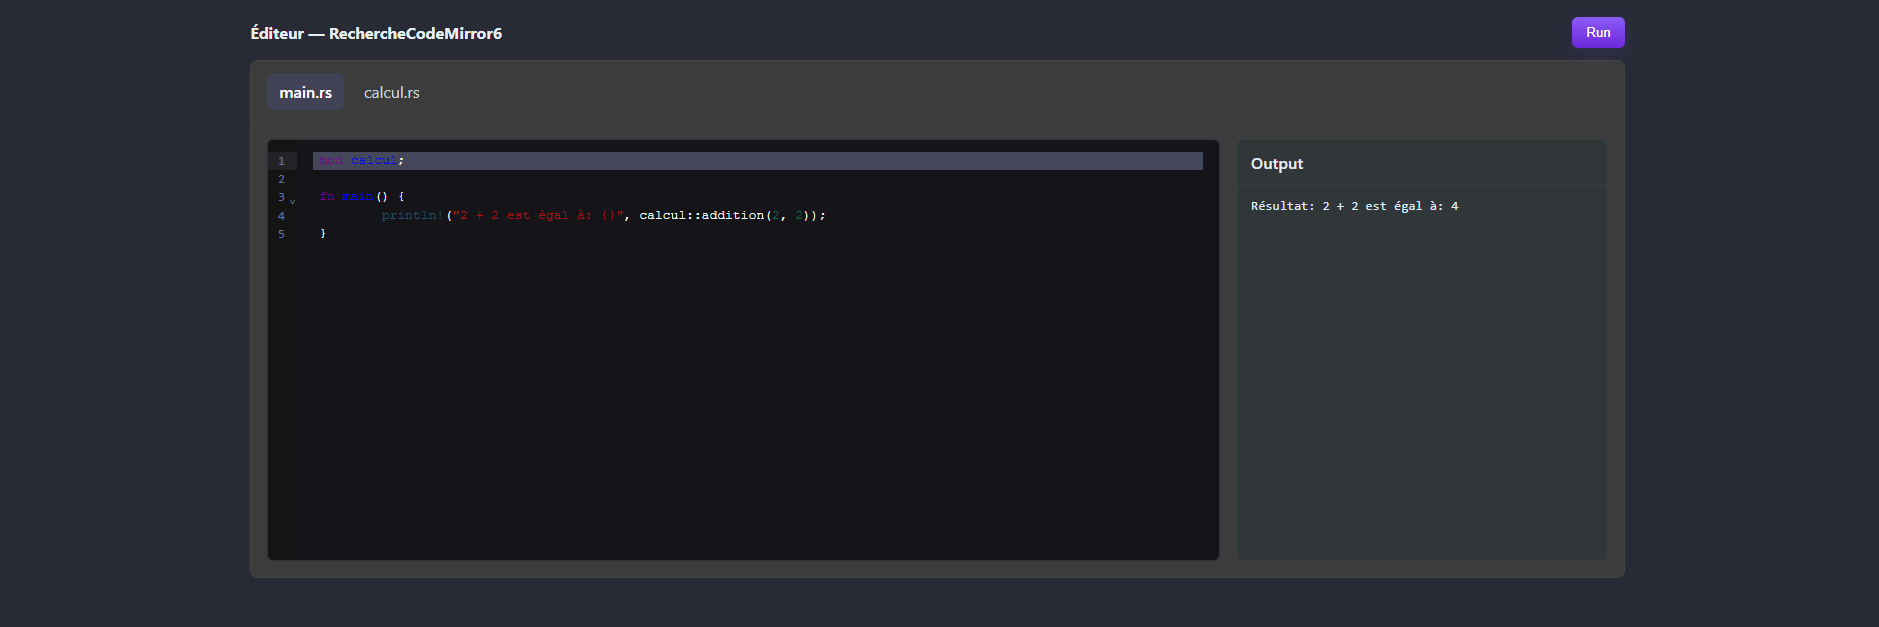 Éditeur — RechercheCodeMirror6
Run
main.rs calcul.rs
1 mod calcul;
2
3 fn main() {
4 println!("2 + 2 est égal à: {}", calcul::addition(2, 2));
5 }
Output
Résultat: 2 + 2 est égal à: 4